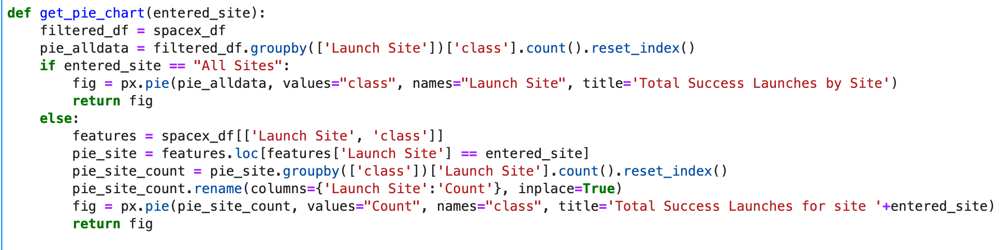 def get_pie_chart(entered_site):
    filtered_df = spacex_df
    pie_alldata = filtered_df.groupby(['Launch Site'])['class'].count().reset_index()
    if entered_site == "All Sites":
        fig = px.pie(pie_alldata, values="class", names="Launch Site", title='Total Success Launches by Site')
        return fig
    else:
        features = spacex_df[['Launch Site', 'class']]
        pie_site = features.loc[features['Launch Site'] == entered_site]
        pie_site_count = pie_site.groupby(['class'])['Launch Site'].count().reset_index()
        pie_site_count.rename(columns={'Launch Site':'Count'}, inplace=True)
        fig = px.pie(pie_site_count, values="Count", names="class", title='Total Success Launches for site '+entered_site)
        return fig